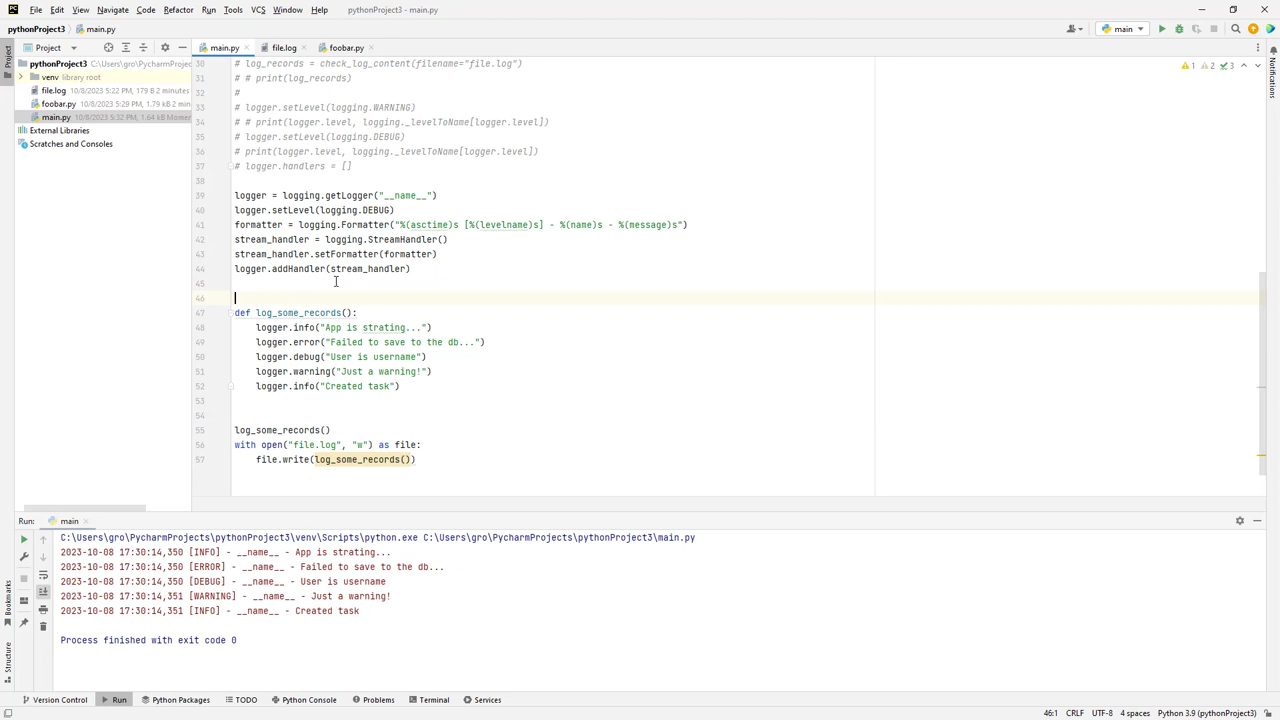 PC File Edit View Navigate Code Refactor Run Tools VCS Window Help pythonProject3 - main.py
pythonProject3 main.py main
Project main.py file.log foobar.py
Project
Notifications
pythonProject3 C:\Users\gro\PycharmProjec
venv library root
file.log 10/8/2023 5:22 PM, 179 B 2 minutes
foobar.py 10/8/2023 5:29 PM, 1.79 kB 2 min
main.py 10/8/2023 5:32 PM, 1.64 kB Momer
External Libraries
Scratches and Consoles
1 2 3
30 # log_records = check_log_content(filename="file.log")
31 # # print(log_records)
32 #
33 # logger.setLevel(logging.WARNING)
34 # # print(logger.level, logging._levelToName[logger.level])
35 # logger.setLevel(logging.DEBUG)
36 # print(logger.level, logging._levelToName[logger.level])
37 # logger.handlers = []
38
39 logger = logging.getLogger("__name__")
40 logger.setLevel(logging.DEBUG)
41 formatter = logging.Formatter("%(asctime)s [%(levelname)s] - %(name)s - %(message)s")
42 stream_handler = logging.StreamHandler()
43 stream_handler.setFormatter(formatter)
44 logger.addHandler(stream_handler)
45
46
47 def log_some_records():
48 logger.info("App is strating...")
49 logger.error("Failed to save to the db...")
50 logger.debug("User is username")
51 logger.warning("Just a warning!")
52 logger.info("Created task")
53
54
55 log_some_records()
56 with open("file.log", "w") as file:
57 file.write(log_some_records())
Run: main
C:\Users\gro\PycharmProjects\pythonProject3\venv\Scripts\python.exe C:\Users\gro\PycharmProjects\pythonProject3\main.py
2023-10-08 17:30:14,350 [INFO] - __name__ - App is strating...
2023-10-08 17:30:14,350 [ERROR] - __name__ - Failed to save to the db...
2023-10-08 17:30:14,350 [DEBUG] - __name__ - User is username
2023-10-08 17:30:14,351 [WARNING] - __name__ - Just a warning!
2023-10-08 17:30:14,351 [INFO] - __name__ - Created task
Process finished with exit code 0
Bookmarks
Structure
Version Control Run Python Packages TODO Python Console Problems Terminal Services
46:1 CRLF UTF-8 4 spaces Python 3.9 (pythonProject3)